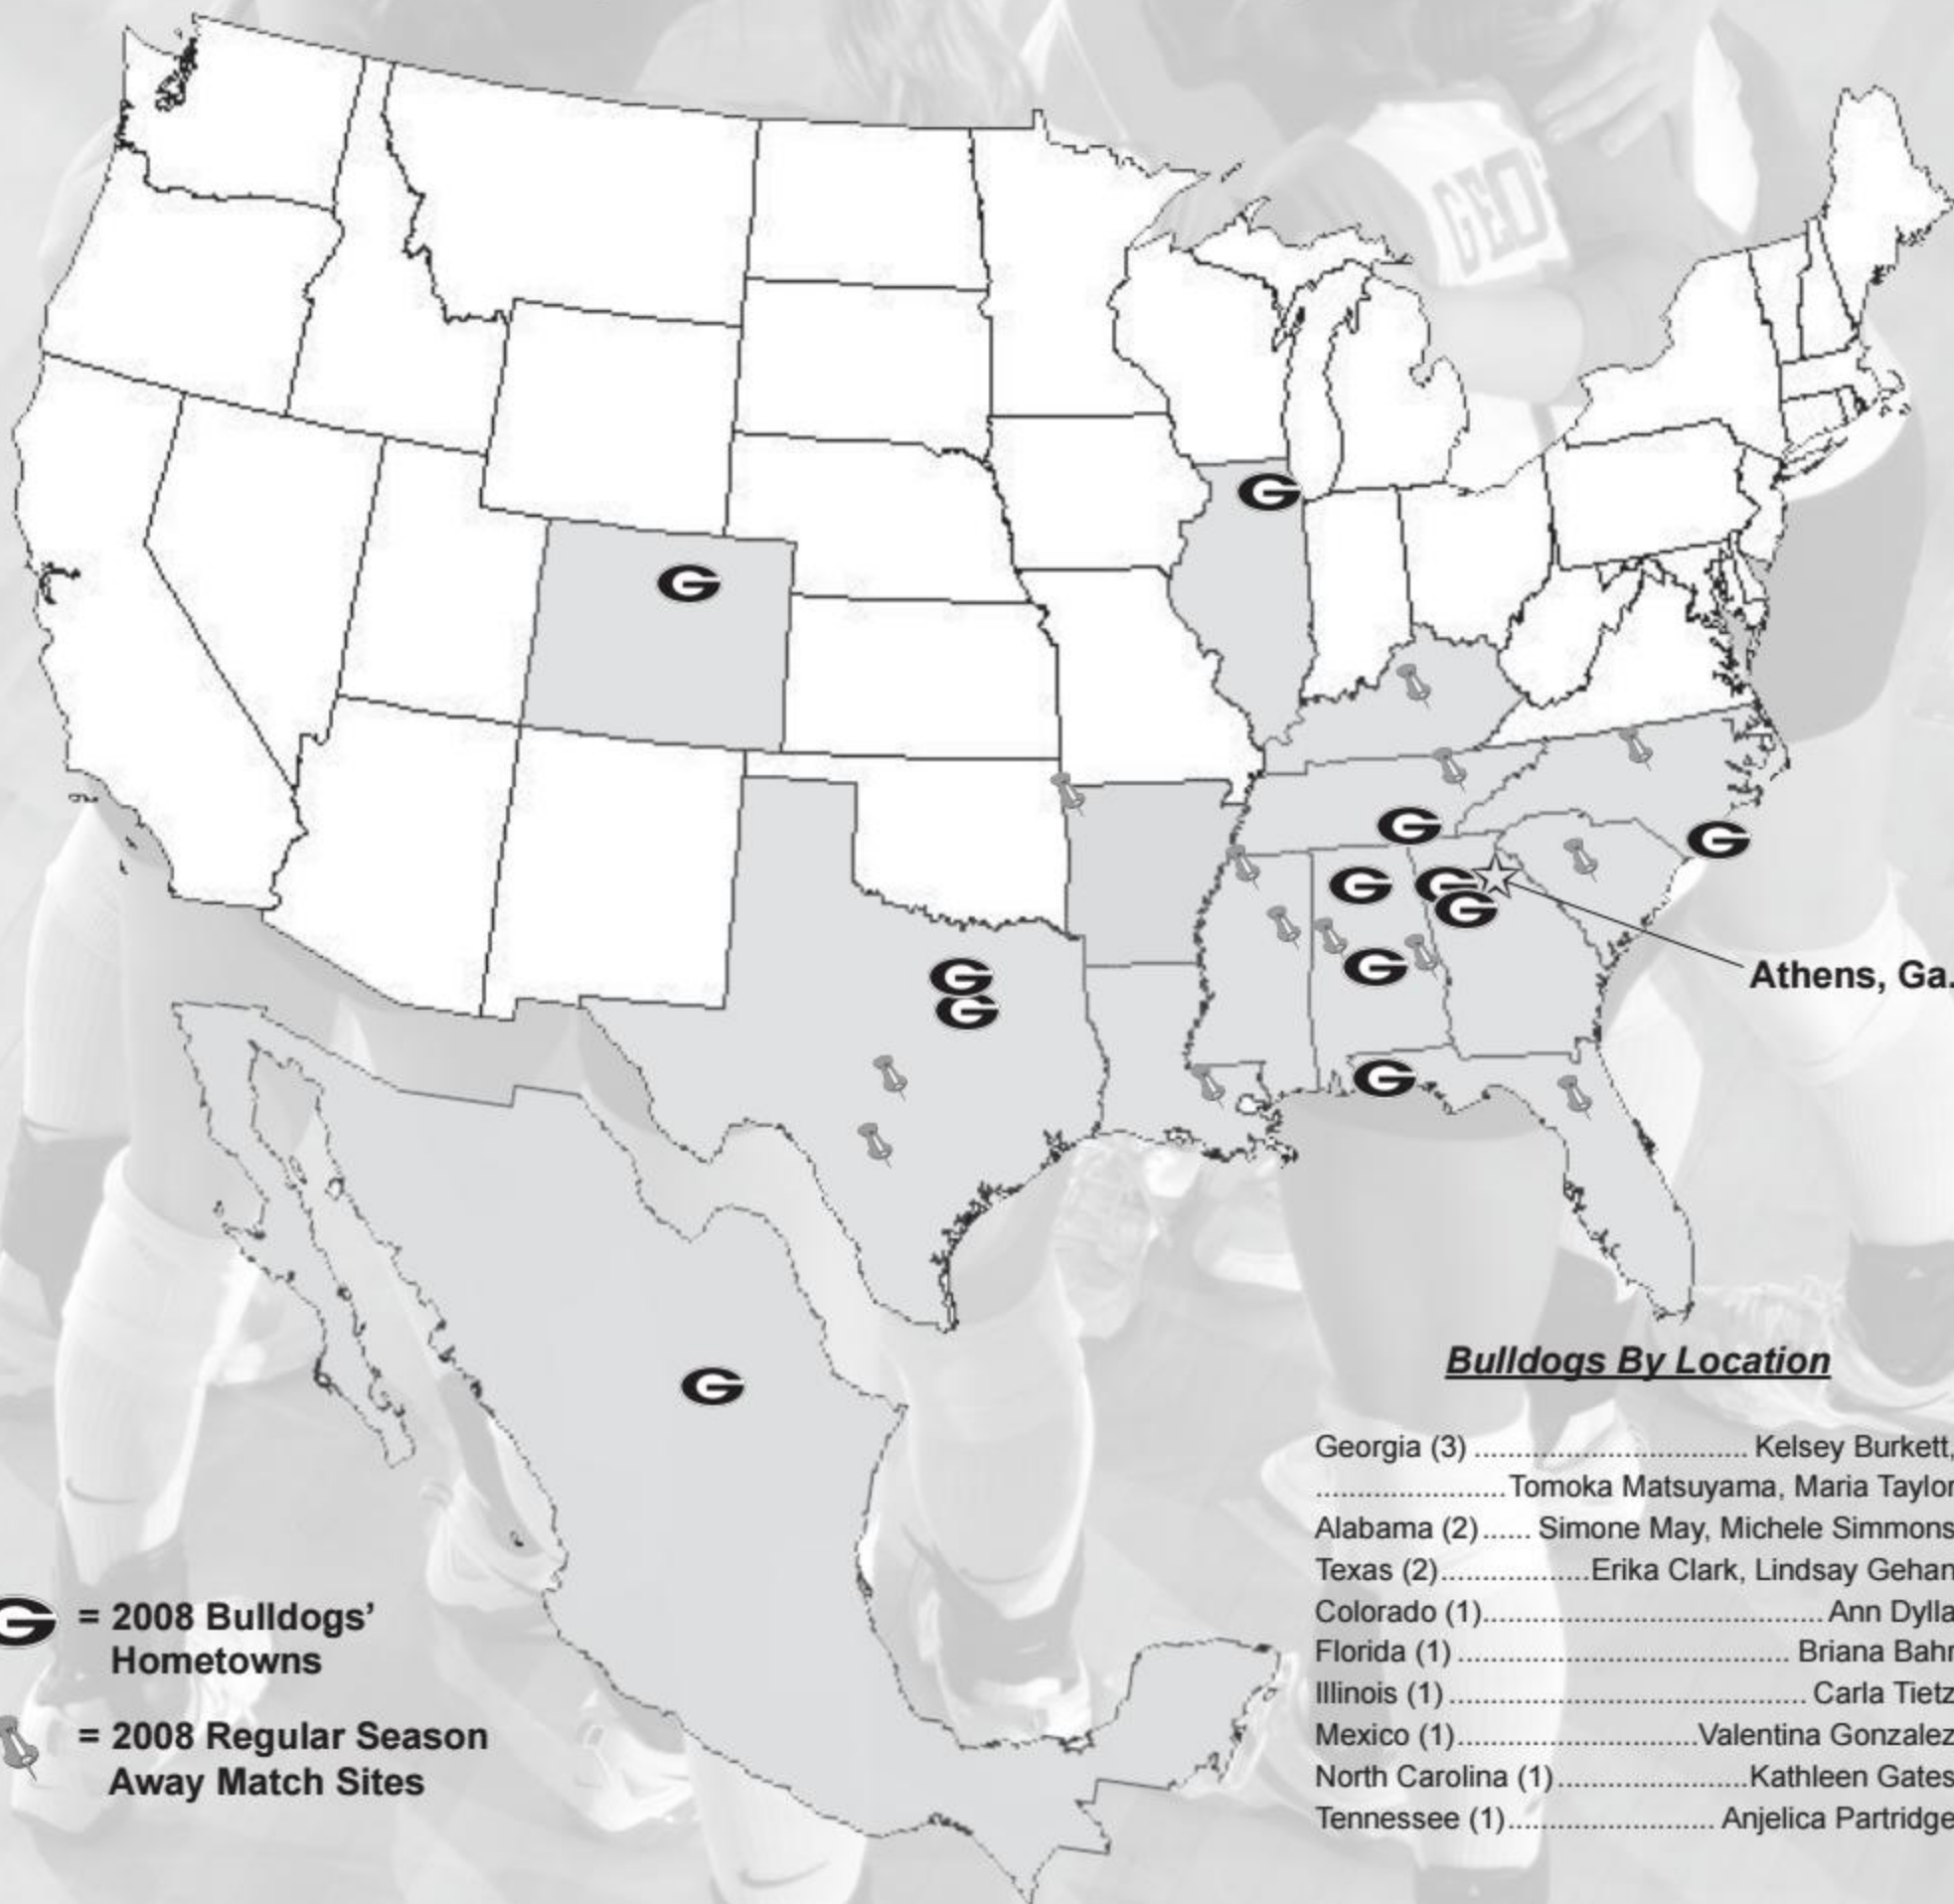 GEO
G
G
G
G
G
G
G
G
G
G
G
Athens, Ga.
G
Bulldogs By Location
Georgia (3) ................................. Kelsey Burkett,
.......................Tomoka Matsuyama, Maria Taylor
Alabama (2)...... Simone May, Michele Simmons
Texas (2)..................Erika Clark, Lindsay Gehan
Colorado (1)......................................... Ann Dylla
Florida (1) ........................................ Briana Bahr
Illinois (1) ........................................... Carla Tietz
Mexico (1).............................Valentina Gonzalez
North Carolina (1).......................Kathleen Gates
Tennessee (1)......................... Anjelica Partridge
G = 2008 Bulldogs’
Hometowns
= 2008 Regular Season
Away Match Sites